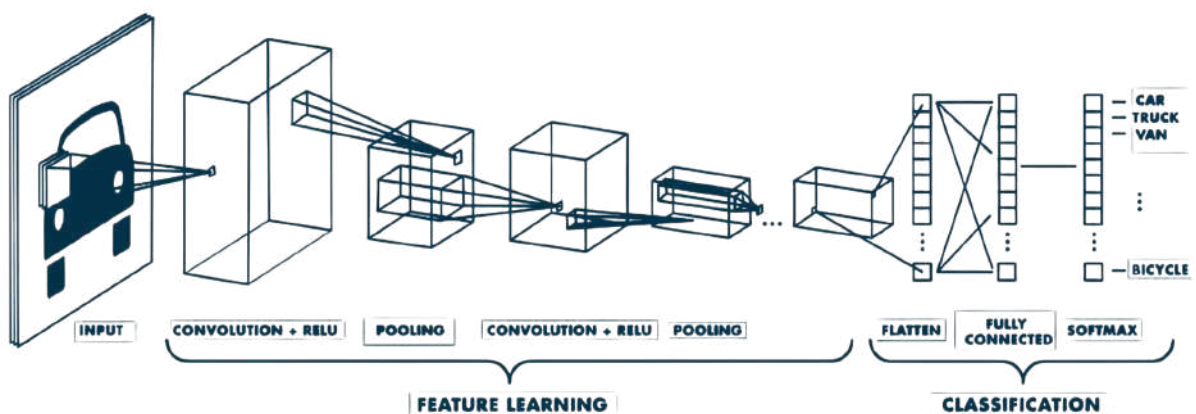 CAR
TRUCK
VAN
BICYCLE
INPUT
CONVOLUTION + RELU
POOLING
CONVOLUTION + RELU
POOLING
FLATTEN
FULLY
CONNECTED
SOFTMAX
FEATURE LEARNING
CLASSIFICATION